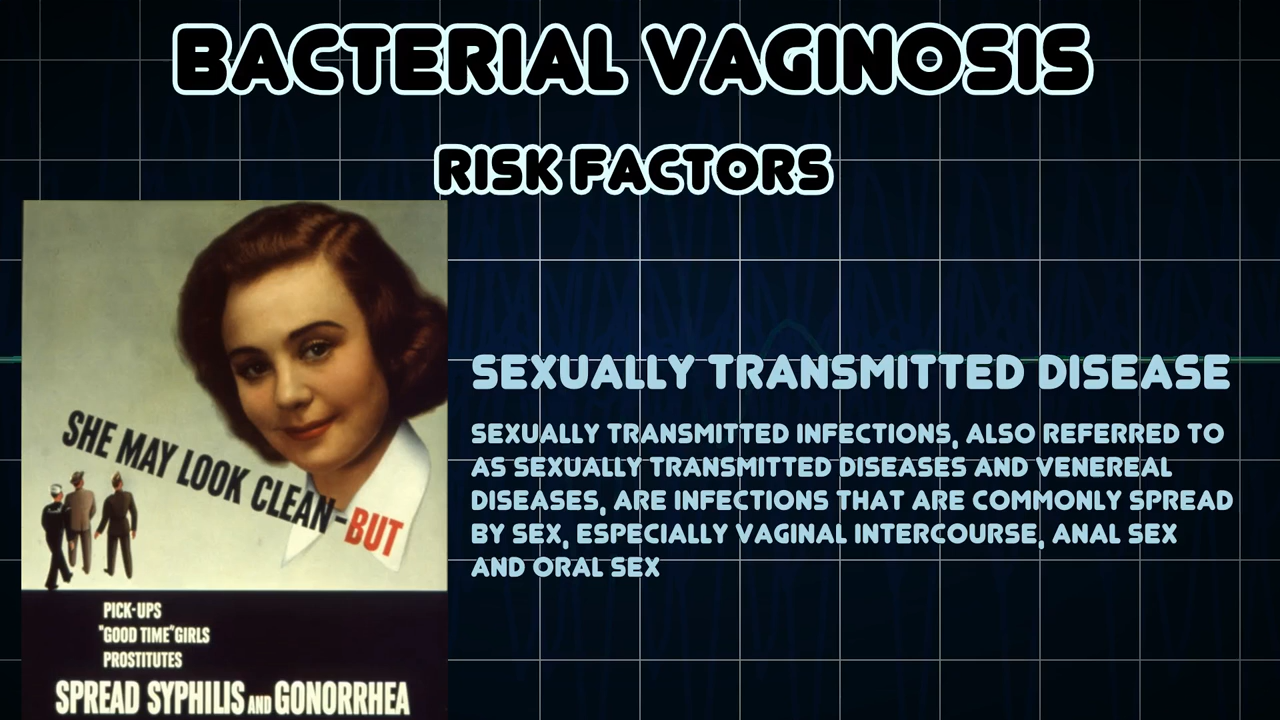 BACTERIAL VAGINOSIS
RISK FACTORS
SHE MAY LOOK CLEAN-BUT
PICK-UPS
"GOOD TIME" GIRLS
PROSTITUTES
SPREAD SYPHILIS AND GONORRHEA
SEXUALLY TRANSMITTED DISEASE
SEXUALLY TRANSMITTED INFECTIONS, ALSO REFERRED TO
AS SEXUALLY TRANSMITTED DISEASES AND VENEREAL
DISEASES, ARE INFECTIONS THAT ARE COMMONLY SPREAD
BY SEX, ESPECIALLY VAGINAL INTERCOURSE, ANAL SEX
AND ORAL SEX